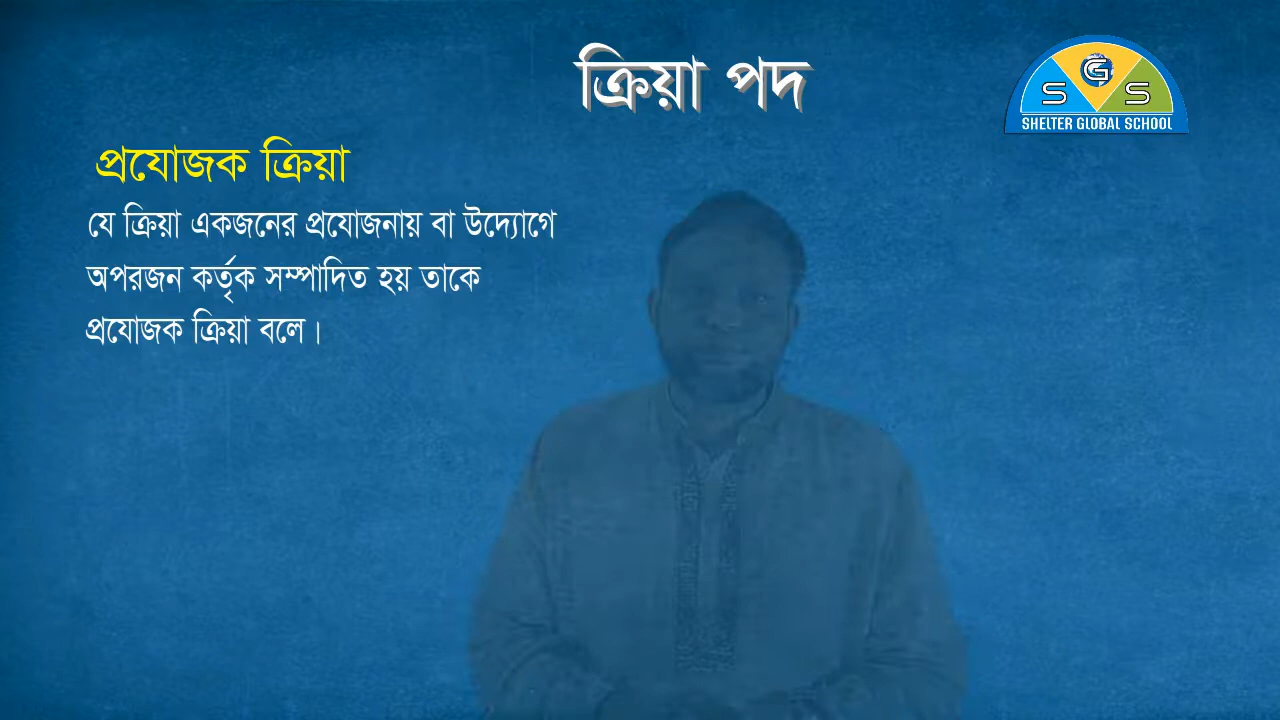 ক্রিয়া পদ
SGS
SHELTER GLOBAL SCHOOL
প্রযোজক ক্রিয়া
যে ক্রিয়া একজনের প্রযোজনায় বা উদ্যোগে
অপরজন কর্তৃক সম্পাদিত হয় তাকে
প্রযোজক ক্রিয়া বলে।